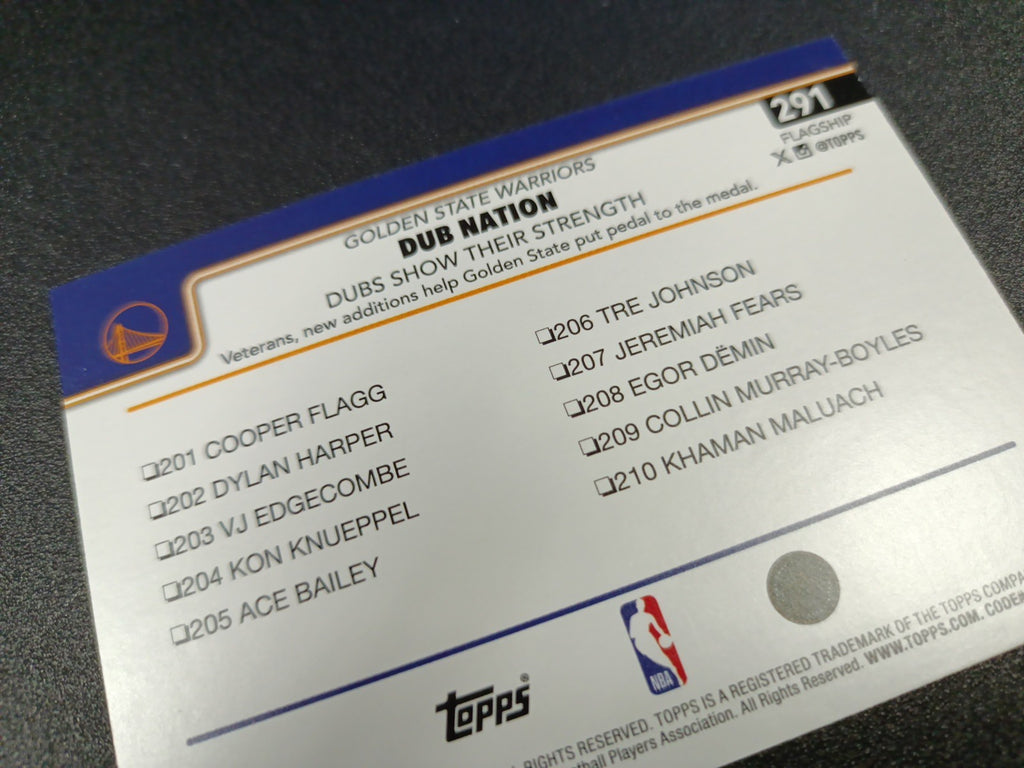 291
FLAGSHIP
X @TOPPS
GOLDEN STATE WARRIORS
DUB NATION
DUBS SHOW THEIR STRENGTH
Veterans, new additions help Golden State put pedal to the medal.
❑201 COOPER FLAGG
❑202 DYLAN HARPER
❑203 VJ EDGECOMBE
❑204 KON KNUEPPEL
❑205 ACE BAILEY
❑206 TRE JOHNSON
❑207 JEREMIAH FEARS
❑208 EGOR DËMIN
❑209 COLLIN MURRAY-BOYLES
❑210 KHAMAN MALUACH
topps®
NBA
RIGHTS RESERVED. TOPPS IS A REGISTERED TRADEMARK OF THE TOPPS
Players Association. All Rights Reserved. WWW.TOPPS.COM.